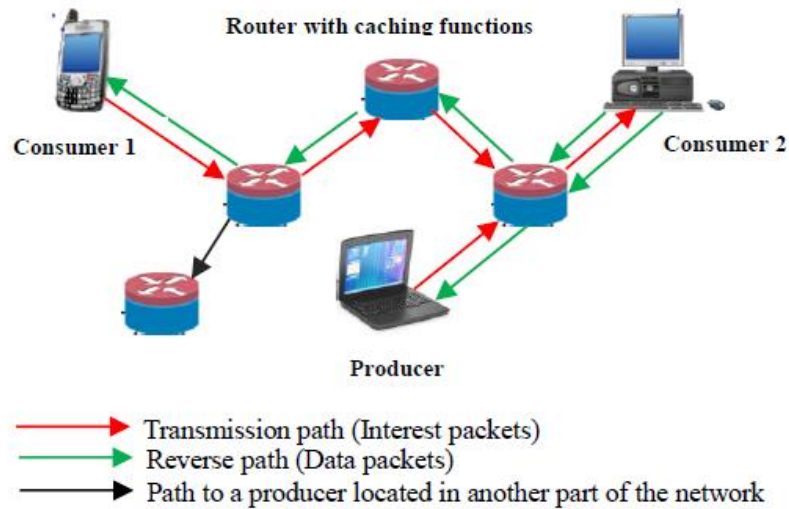 Router with caching functions
Consumer 1
Consumer 2
Producer
Transmission path (Interest packets)
Reverse path (Data packets)
Path to a producer located in another part of the network